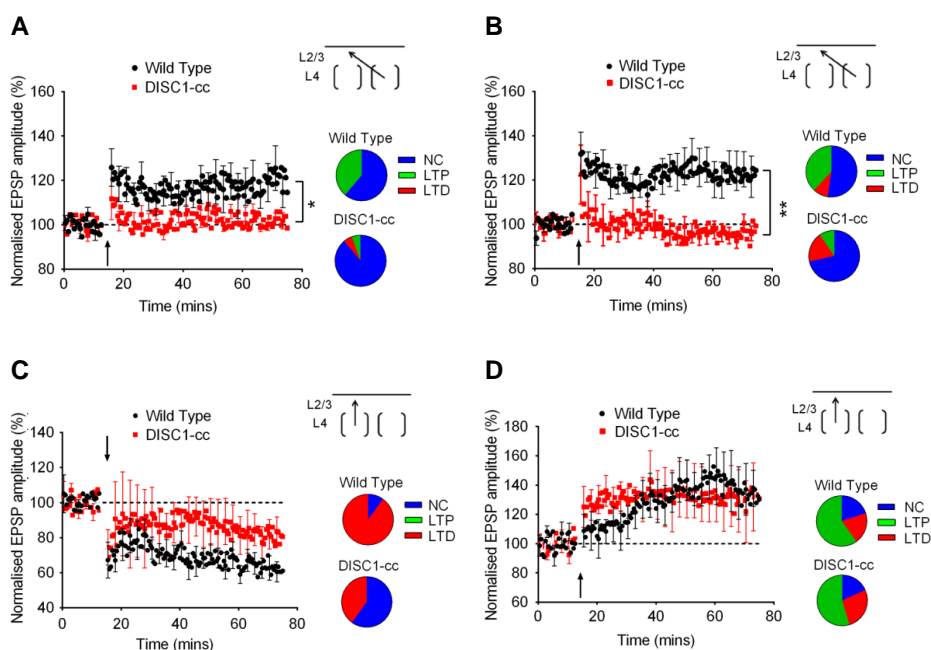 A
Wild Type
DISC1-cc
L2/3
L4
Normalised EPSP amplitude (%)
160
140
120
100
80
0 20 40 60 80
Time (mins)
*
Wild Type
NC
LTP
LTD
DISC1-cc
B
Wild Type
DISC1-cc
L2/3
L4
Normalised EPSP amplitude (%)
160
140
120
100
80
0 20 40 60 80
Time (mins)
**
Wild Type
NC
LTP
LTD
DISC1-cc
C
Wild Type
DISC1-cc
L2/3
L4
Normalised EPSP amplitude (%)
140
120
100
80
60
40
0 20 40 60 80
Time (mins)
Wild Type
NC
LTP
LTD
DISC1-cc
D
Wild Type
DISC1-cc
L2/3
L4
Normalised EPSP amplitude (%)
180
160
140
120
100
80
60
0 20 40 60 80
Time (mins)
Wild Type
NC
LTP
LTD
DISC1-cc